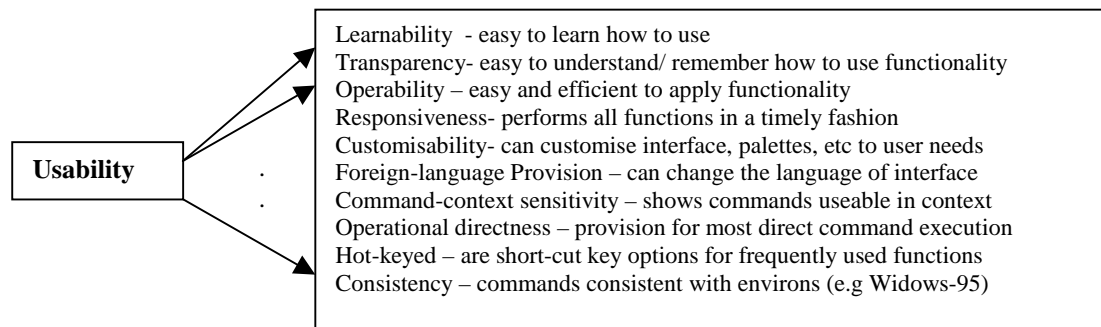 Learnability - easy to learn how to use
Transparency- easy to understand/ remember how to use functionality
Operability – easy and efficient to apply functionality
Responsiveness- performs all functions in a timely fashion
Customisability- can customise interface, palettes, etc to user needs
Usability
Foreign-language Provision – can change the language of interface
Command-context sensitivity – shows commands useable in context
Operational directness – provision for most direct command execution
Hot-keyed – are short-cut key options for frequently used functions
Consistency – commands consistent with environs (e.g Widows-95)